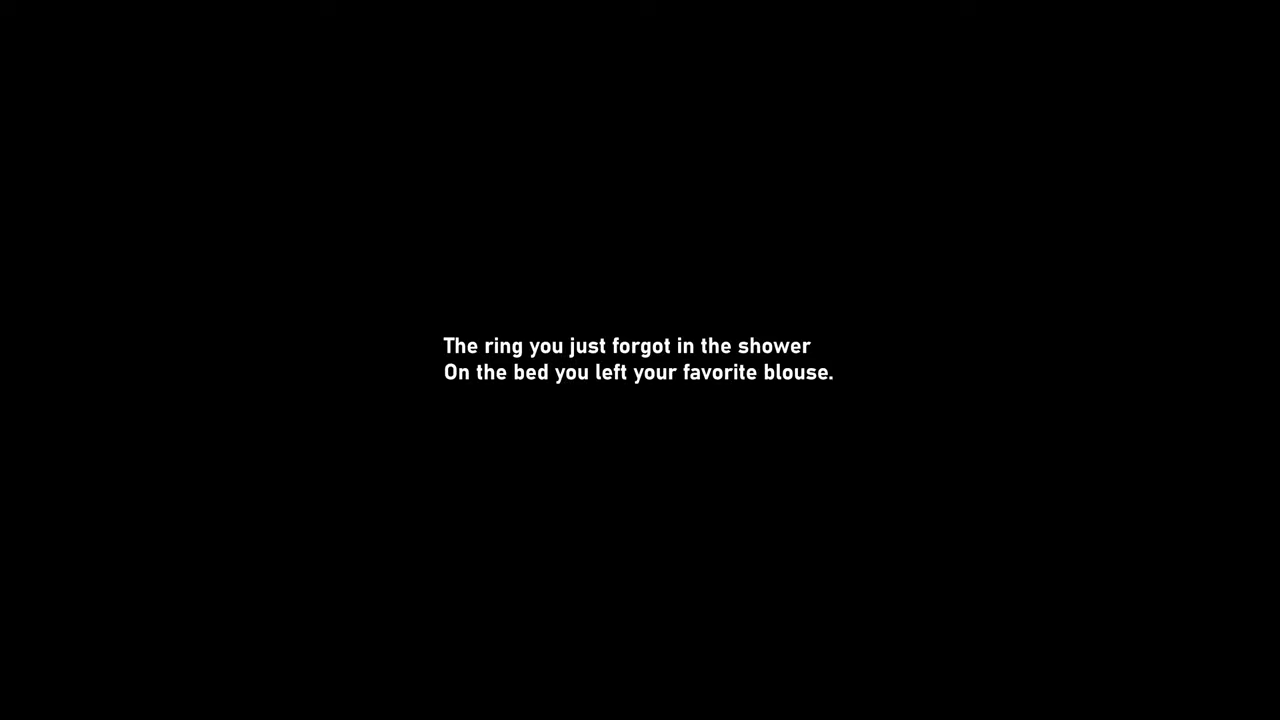 The ring you just forgot in the shower
On the bed you left your favorite blouse.